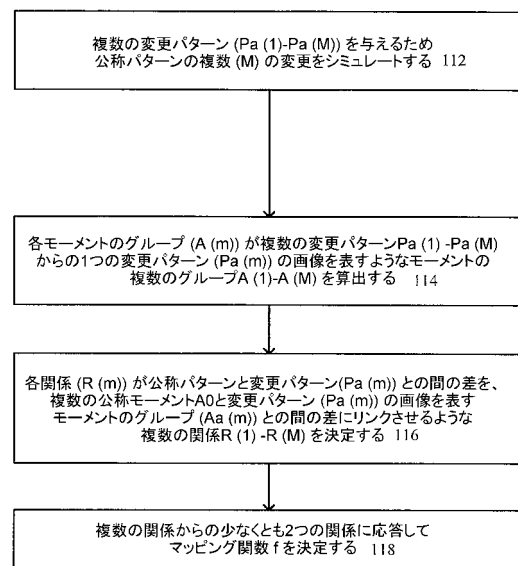 複数の変更パターン (Pa (1)-Pa (M)) を与えるため
公称パターンの複数 (M) の変更をシミュレートする 112
各モーメントのグループ (A (m)) が複数の変更パターンPa (1) -Pa (M)
からの1つの変更パターン (Pa (m)) の画像を表すようなモーメントの
複数のグループA (1)-A (M) を算出する 114
各関係 (R (m)) が公称パターンと変更パターン(Pa (m)) との間の差を、
複数の公称モーメントA0と変更パターン (Pa (m)) の画像を表す
モーメントのグループ (Aa (m)) との間の差にリンクさせるような
複数の関係R (1) -R (M) を決定する 116
複数の関係からの少なくとも2つの関係に応答して
マッピング関数 f を決定する 118